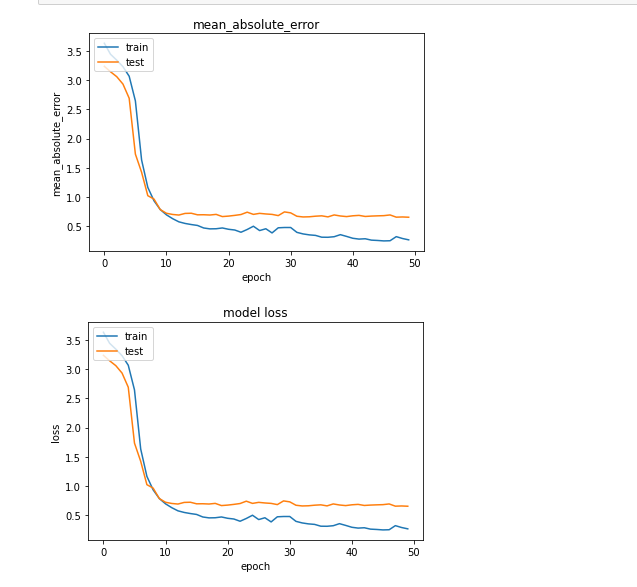 mean_absolute_error
train
test
mean_absolute_error
3.5
3.0
2.5
2.0
1.5
1.0
0.5
0 10 20 30 40 50
epoch
model loss
train
test
loss
3.5
3.0
2.5
2.0
1.5
1.0
0.5
0 10 20 30 40 50
epoch